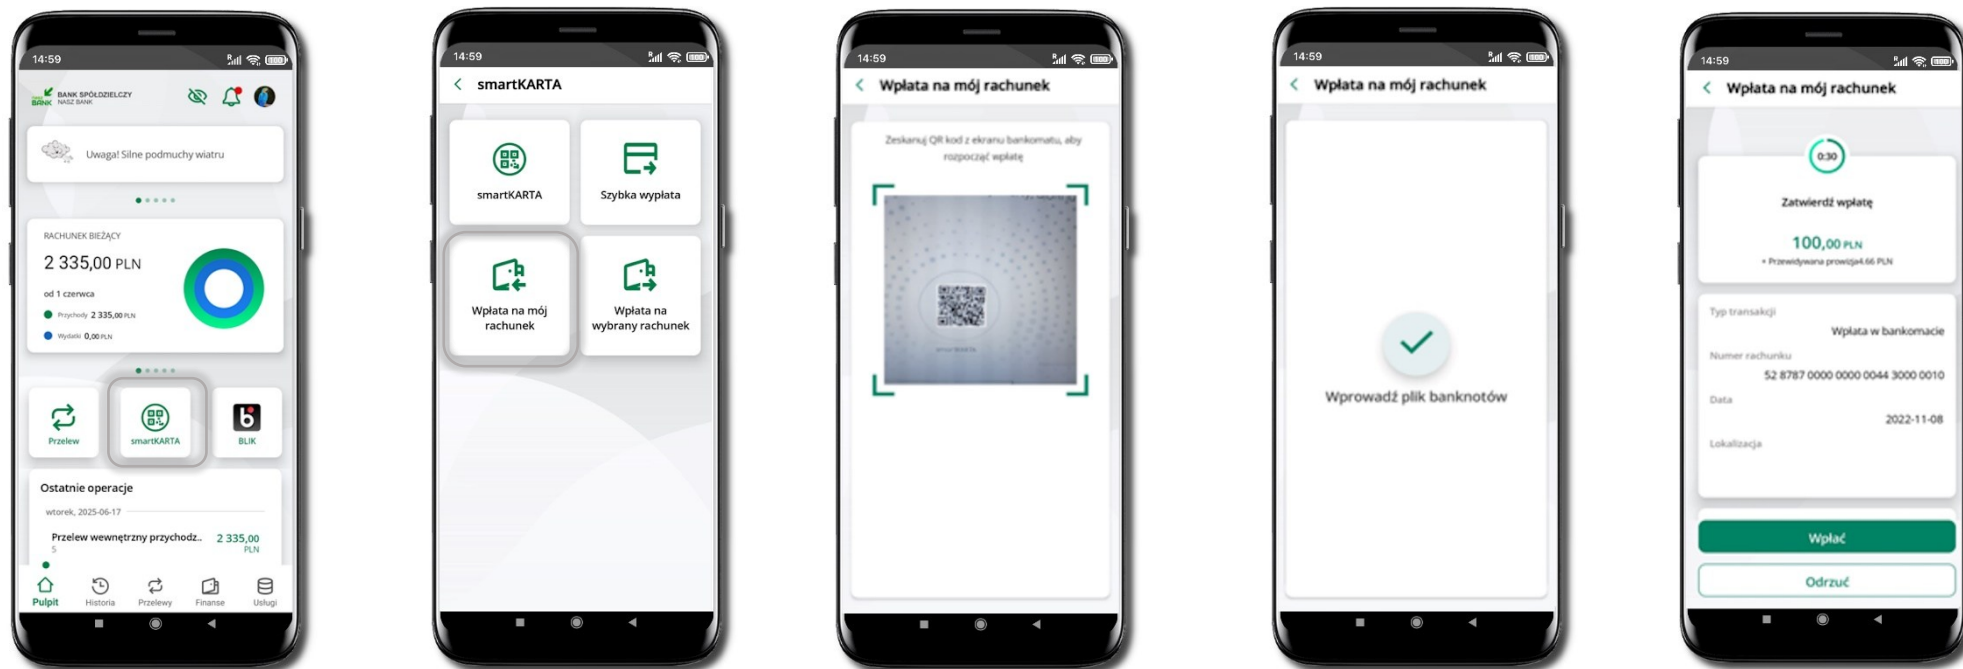 14:59
NASZ BANK
BANK SPÓŁDZIELCZY
NASZ BANK
Uwaga! Silne podmuchy wiatru
RACHUNEK BIEŻĄCY
2 335,00 PLN
od 1 czerwca
Przychody 2 335,00 PLN
Wydatki 0,00 PLN
Przelew
smartKARTA
BLIK
Ostatnie operacje
wtorek, 2025-06-17
Przelew wewnętrzny przychodz.. 2 335,00
S PLN
Pulpit Historia Przelewy Finanse Usługi
14:59
smartKARTA
smartKARTA
Szybka wypłata
Wpłata na mój
rachunek
Wpłata na
wybrany rachunek
14:59
Wpłata na mój rachunek
Zeskanuj QR kod z ekranu bankomatu, aby
rozpocząć wpłatę
14:59
Wpłata na mój rachunek
Wprowadź plik banknotów
14:59
Wpłata na mój rachunek
0:30
Zatwierdź wpłatę
100,00 PLN
+ Przewidywana prowizja4.66 PLN
Typ transakcji
Wpłata w bankomacie
Numer rachunku
52 8787 0000 0000 0044 3000 0010
Data
2022-11-08
Lokalizacja
Wpłać
Odrzuć